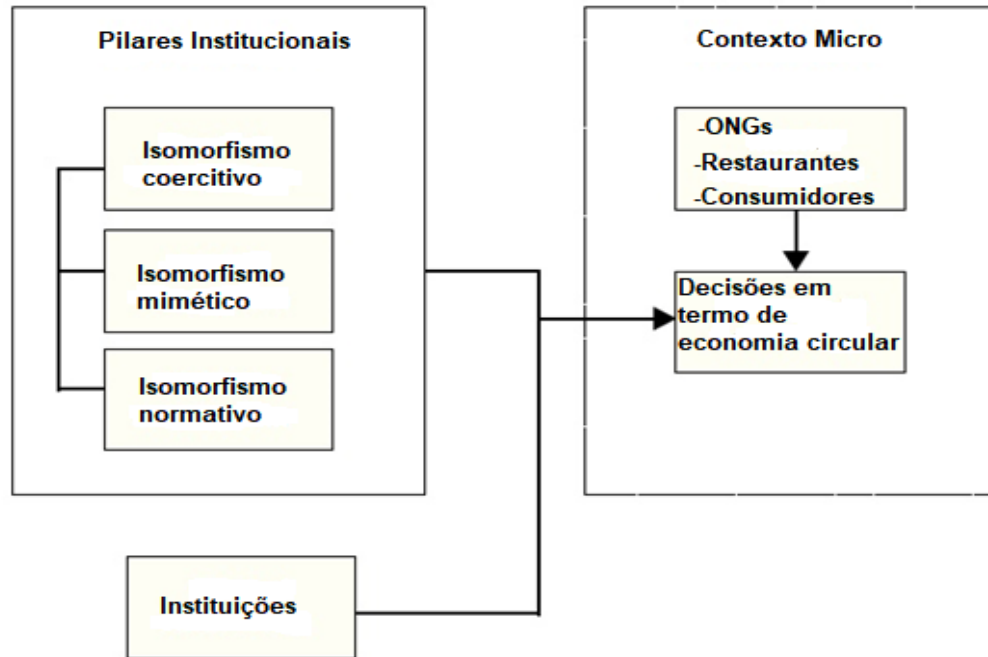 Pilares Institucionais
Isomorfismo
coercitivo
Isomorfismo
mimético
Isomorfismo
normativo
Instituições
Contexto Micro
-ONGs
-Restaurantes
-Consumidores
Decisões em
termo de
economia circular